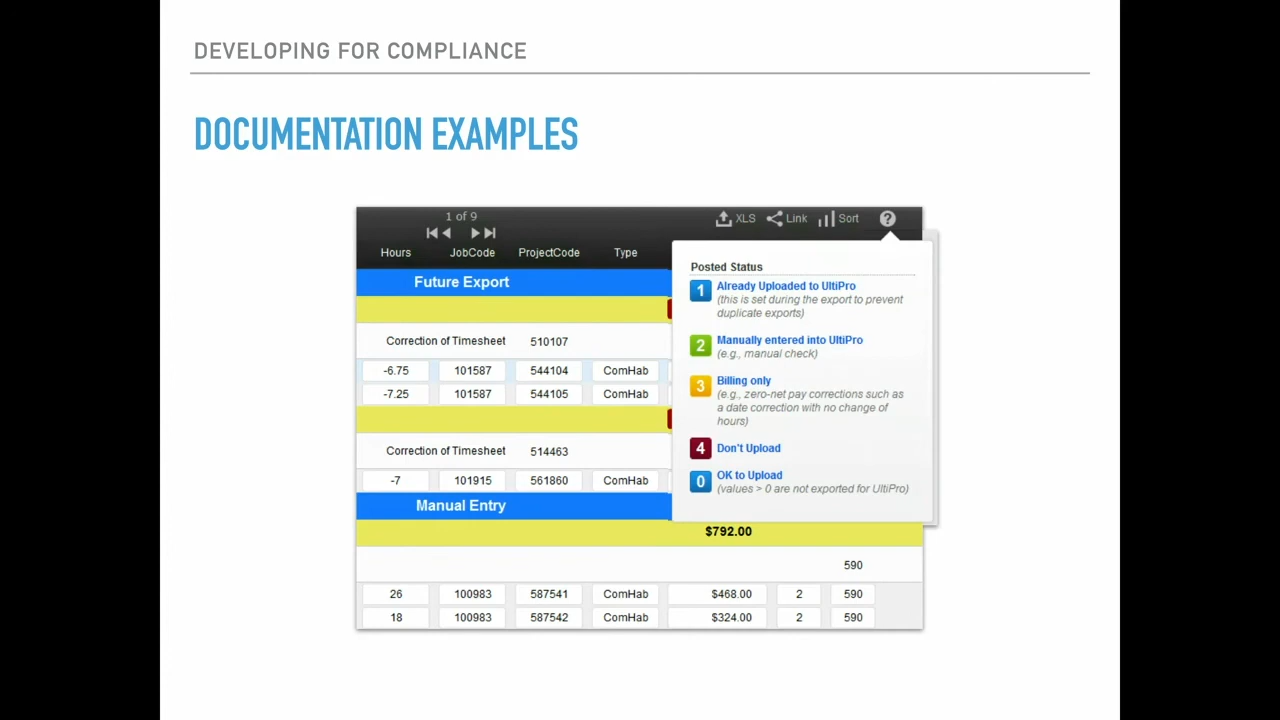 DEVELOPING FOR COMPLIANCE
DOCUMENTATION EXAMPLES
1 of 9
XLS Link Sort ?
Hours JobCode ProjectCode Type
Posted Status
1 Already Uploaded to UltiPro
(this is set during the export to prevent
duplicate exports)
2 Manually entered into UltiPro
(e.g., manual check)
3 Billing only
(e.g., zero-net pay corrections such as
a date correction with no change of
hours)
4 Don't Upload
0 OK to Upload
(values > 0 are not exported for UltiPro)
Future Export
Correction of Timesheet 510107
-6.75 101587 544104 ComHab
-7.25 101587 544105 ComHab
Correction of Timesheet 514463
-7 101915 561860 ComHab
Manual Entry
$792.00
590
26 100983 587541 ComHab $468.00 2 590
18 100983 587542 ComHab $324.00 2 590